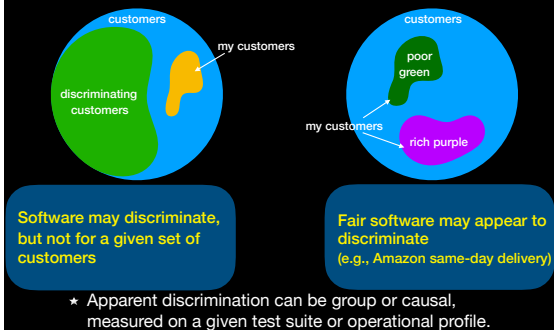 customers
my customers
discriminating
customers
Software may discriminate,
but not for a given set of
customers
customers
poor
green
my customers
rich purple
Fair software may appear to
discriminate
(e.g., Amazon same-day delivery)
★ Apparent discrimination can be group or causal,
measured on a given test suite or operational profile.